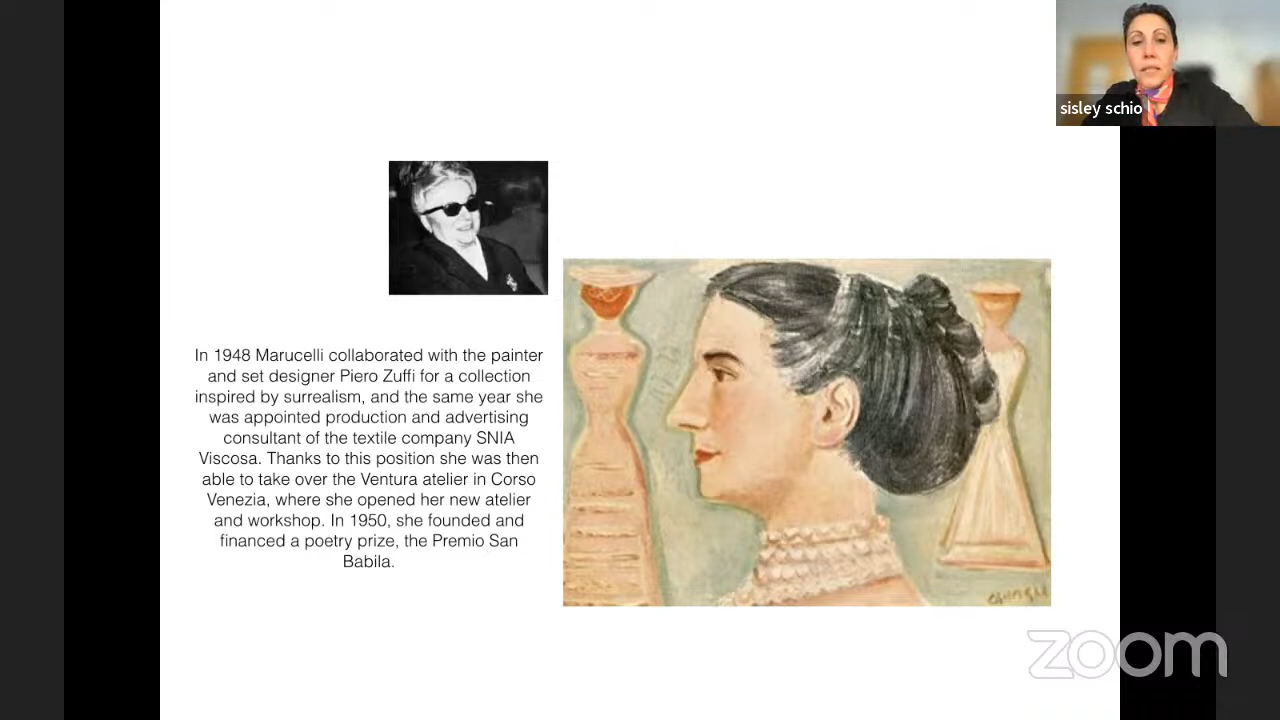 sisley schio
In 1948 Marucelli collaborated with the painter
and set designer Piero Zuffi for a collection
inspired by surrealism, and the same year she
was appointed production and advertising
consultant of the textile company SNIA
Viscosa. Thanks to this position she was then
able to take over the Ventura atelier in Corso
Venezia, where she opened her new atelier
and workshop. In 1950, she founded and
financed a poetry prize, the Premio San
Babila.
zoom